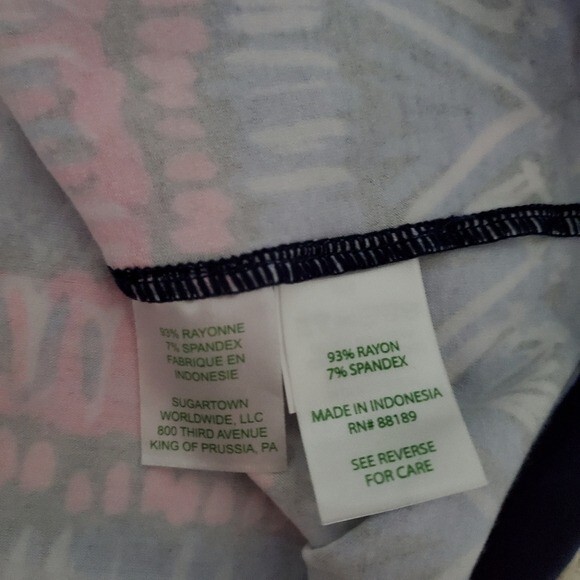 93% RAYONNE
7% SPANDEX
FABRIQUE EN
INDONESIE
SUGARTOWN
WORLDWIDE, LLC
800 THIRD AVENUE
KING OF PRUSSIA, PA
93% RAYON
7% SPANDEX
MADE IN INDONESIA
RN# 88189
SEE REVERSE
FOR CARE